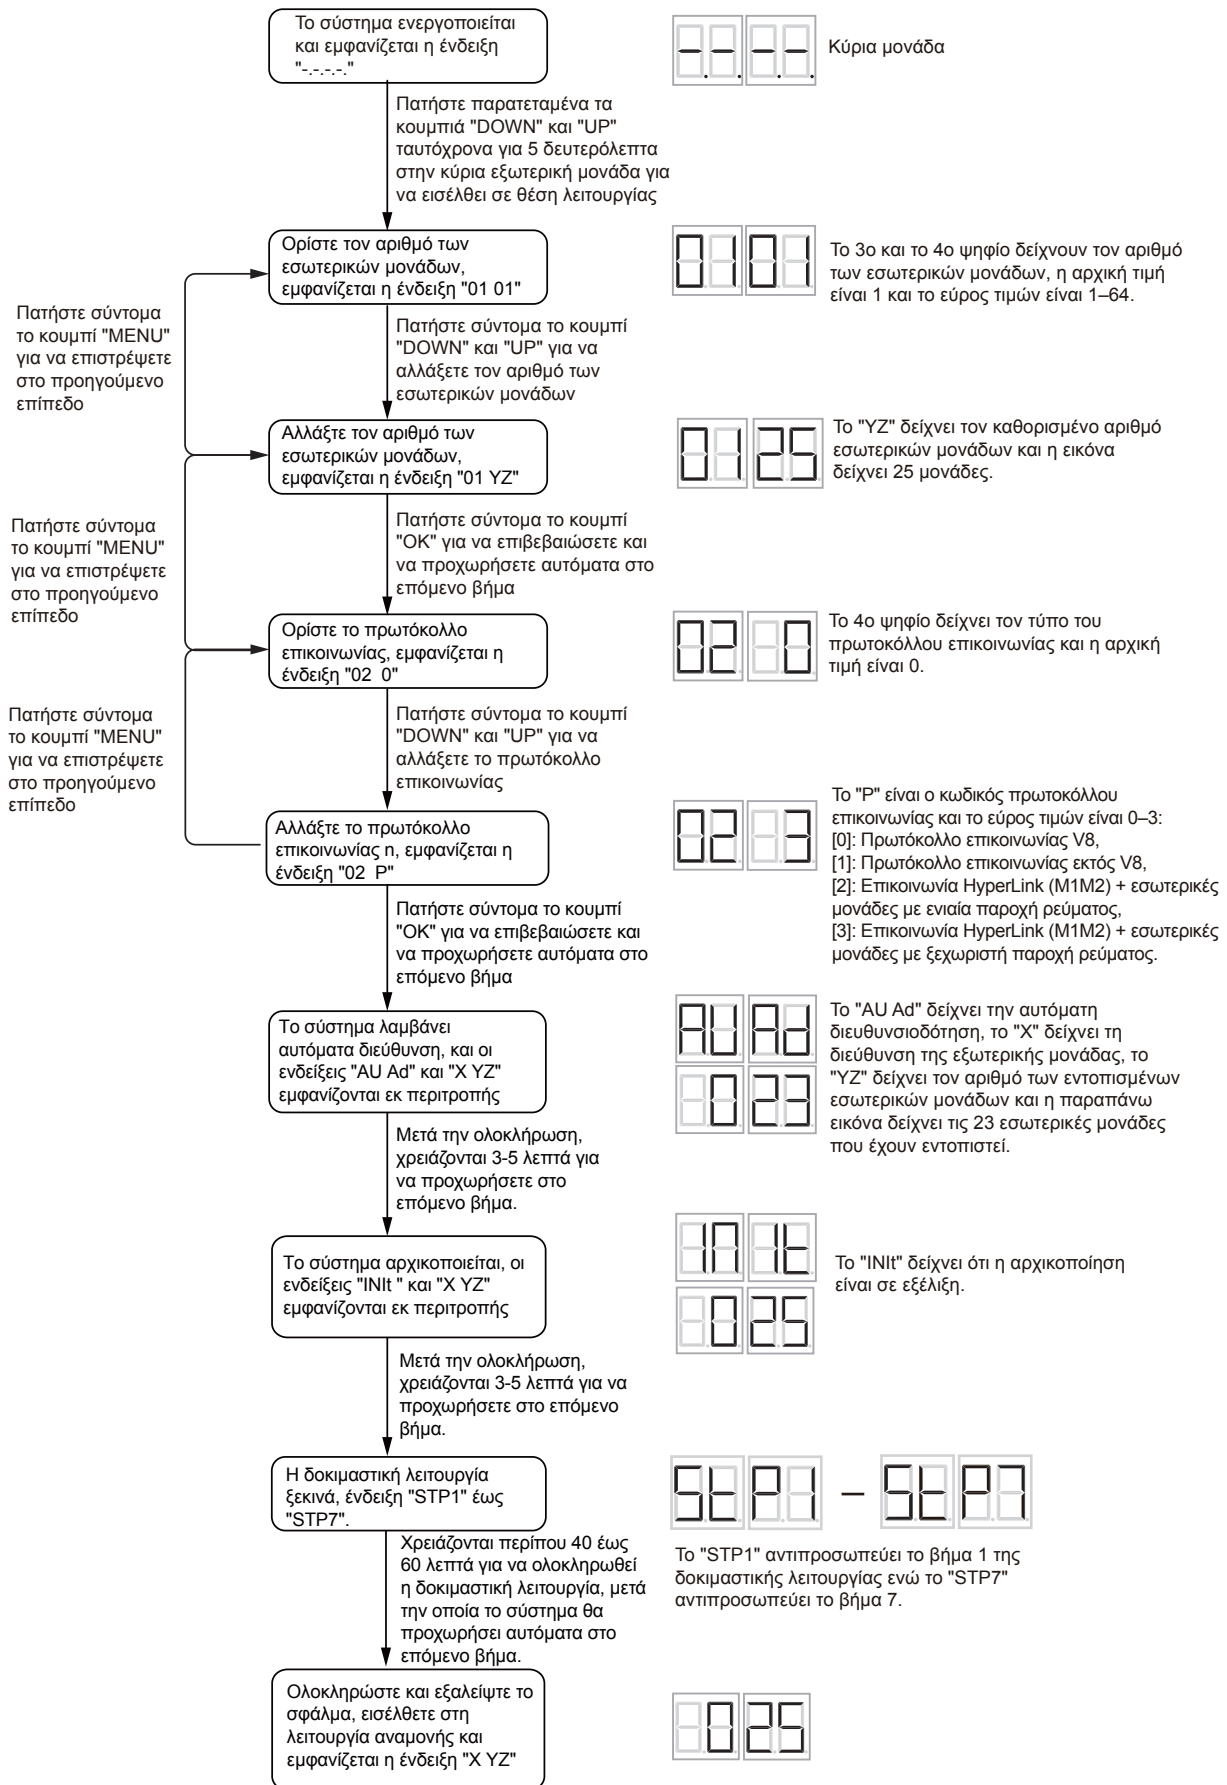 Το σύστημα ενεργοποιείται
και εμφανίζεται η ένδειξη
"-.-.-.-."
-.-.-.-.
Κύρια μονάδα
Πατήστε παρατεταμένα τα
κουμπιά "DOWN" και "UP"
ταυτόχρονα για 5 δευτερόλεπτα
στην κύρια εξωτερική μονάδα για
να εισέλθει σε θέση λειτουργίας
Ορίστε τον αριθμό των
εσωτερικών μονάδων,
εμφανίζεται η ένδειξη "01 01"
0101
Το 3ο και το 4ο ψηφίο δείχνουν τον αριθμό
των εσωτερικών μονάδων, η αρχική τιμή
είναι 1 και το εύρος τιμών είναι 1–64.
Πατήστε σύντομα
το κουμπί "MENU"
για να επιστρέψετε
στο προηγούμενο
επίπεδο
Πατήστε σύντομα το κουμπί
"DOWN" και "UP" για να
αλλάξετε τον αριθμό των
εσωτερικών μονάδων
Αλλάξτε τον αριθμό των
εσωτερικών μονάδων,
εμφανίζεται η ένδειξη "01 YZ"
0125
Το "YZ" δείχνει τον καθορισμένο αριθμό
εσωτερικών μονάδων και η εικόνα
δείχνει 25 μονάδες.
Πατήστε σύντομα
το κουμπί "MENU"
για να επιστρέψετε
στο προηγούμενο
επίπεδο
Πατήστε σύντομα το κουμπί
"OK" για να επιβεβαιώσετε και
να προχωρήσετε αυτόματα στο
επόμενο βήμα
Ορίστε το πρωτόκολλο
επικοινωνίας, εμφανίζεται η
ένδειξη "02  0"
02 0
Το 4ο ψηφίο δείχνει τον τύπο του
πρωτοκόλλου επικοινωνίας και η αρχική
τιμή είναι 0.
Πατήστε σύντομα
το κουμπί "MENU"
για να επιστρέψετε
στο προηγούμενο
επίπεδο
Πατήστε σύντομα το κουμπί
"DOWN" και "UP" για να
αλλάξετε το πρωτόκολλο
επικοινωνίας
Αλλάξτε το πρωτόκολλο
επικοινωνίας n, εμφανίζεται η
ένδειξη "02  P"
02 3
Το "P" είναι ο κωδικός πρωτοκόλλου
επικοινωνίας και το εύρος τιμών είναι 0–3:
[0]: Πρωτόκολλο επικοινωνίας V8,
[1]: Πρωτόκολλο επικοινωνίας εκτός V8,
[2]: Επικοινωνία HyperLink (M1M2) + εσωτερικές
μονάδες με ενιαία παροχή ρεύματος,
[3]: Επικοινωνία HyperLink (M1M2) + εσωτερικές
μονάδες με ξεχωριστή παροχή ρεύματος.
Πατήστε σύντομα το κουμπί
"OK" για να επιβεβαιώσετε και
να προχωρήσετε αυτόματα στο
επόμενο βήμα
Το σύστημα λαμβάνει
αυτόματα διεύθυνση, και οι
ενδείξεις "AU Ad" και "X YZ"
εμφανίζονται εκ περιτροπής
AU Ad
023
Το "AU Ad" δείχνει την αυτόματη
διευθυνσιοδότηση, το "X" δείχνει τη
διεύθυνση της εξωτερικής μονάδας, το
"YZ" δείχνει τον αριθμό των εντοπισμένων
εσωτερικών μονάδων και η παραπάνω
εικόνα δείχνει τις 23 εσωτερικές μονάδες
που έχουν εντοπιστεί.
Μετά την ολοκλήρωση,
χρειάζονται 3-5 λεπτά για
να προχωρήσετε στο
επόμενο βήμα.
Το σύστημα αρχικοποιείται, οι
ενδείξεις "INIt " και "X YZ"
εμφανίζονται εκ περιτροπής
INIt
025
Το "INIt" δείχνει ότι η αρχικοποίηση
είναι σε εξέλιξη.
Μετά την ολοκλήρωση,
χρειάζονται 3-5 λεπτά για να
προχωρήσετε στο επόμενο
βήμα.
Η δοκιμαστική λειτουργία
ξεκινά, ένδειξη "STP1" έως
"STP7".
StP1 – StP7
Το "STP1" αντιπροσωπεύει το βήμα 1 της
δοκιμαστικής λειτουργίας ενώ το "STP7"
αντιπροσωπεύει το βήμα 7.
Χρειάζονται περίπου 40 έως
60 λεπτά για να ολοκληρωθεί
η δοκιμαστική λειτουργία, μετά
την οποία το σύστημα θα
προχωρήσει αυτόματα στο
επόμενο βήμα.
Ολοκληρώστε και εξαλείψτε το
σφάλμα, εισέλθετε στη
λειτουργία αναμονής και
εμφανίζεται η ένδειξη "X YZ"
025